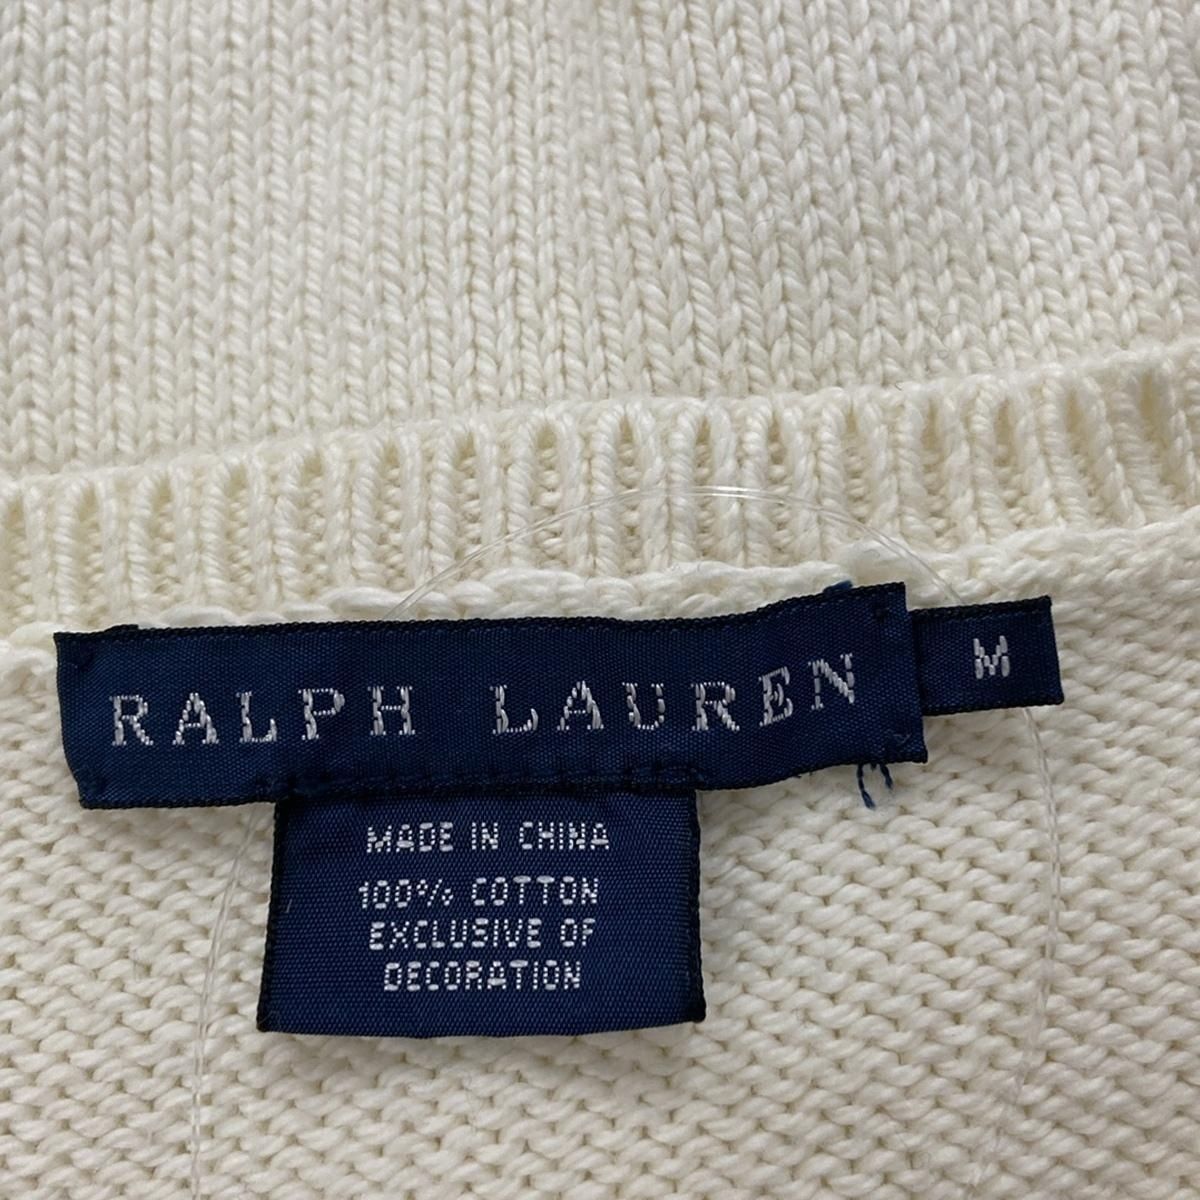 RALPH LAUREN
M
MADE IN CHINA
100% COTTON
EXCLUSIVE OF
DECORATION